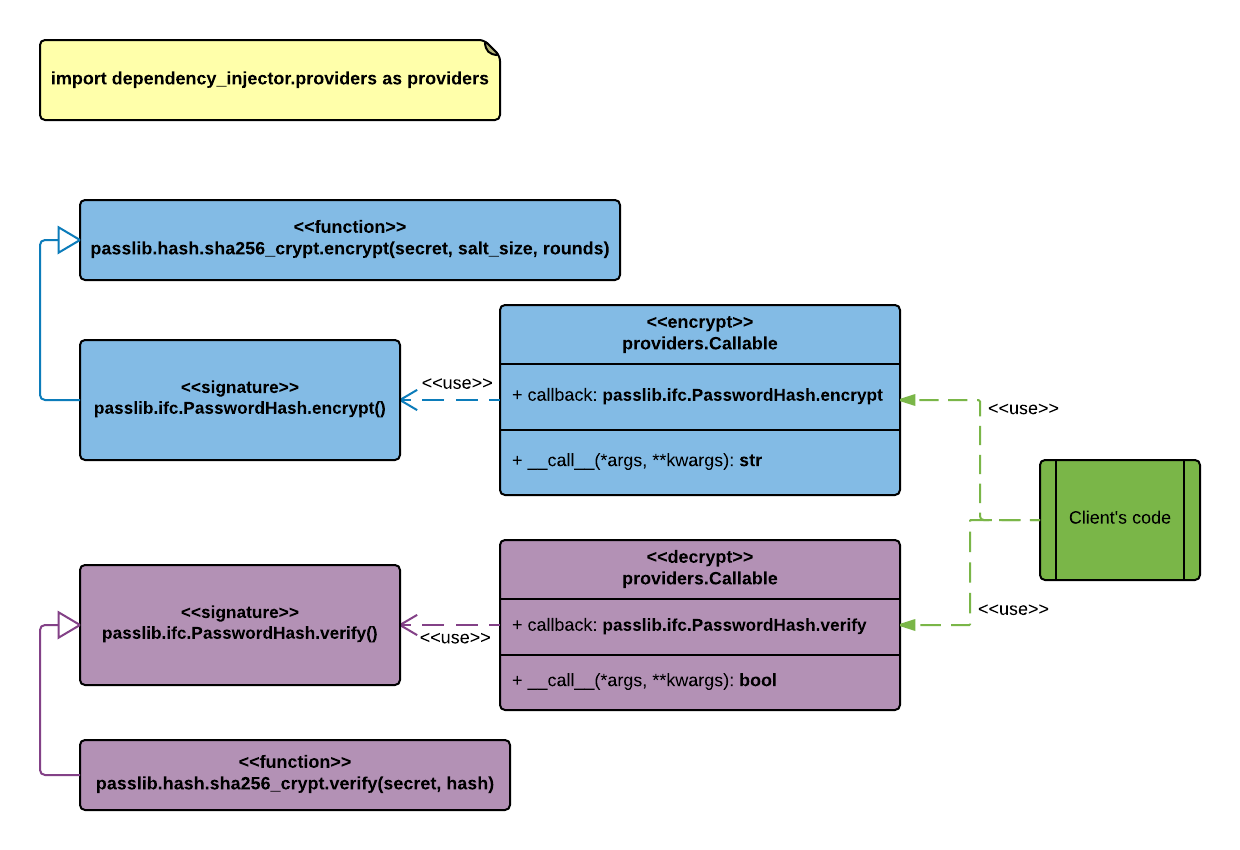 import dependency_injector.providers as providers
<<function>>
passlib.hash.sha256_crypt.encrypt(secret, salt_size, rounds)
<<encrypt>>
providers.Callable
<<signature>>
passlib.ifc.PasswordHash.encrypt()
<<use>>
+ callback: passlib.ifc.PasswordHash.encrypt
<<use>>
+ __call__(*args, **kwargs): str
Client's code
<<decrypt>>
providers.Callable
<<signature>>
passlib.ifc.PasswordHash.verify()
<<use>>
+ callback: passlib.ifc.PasswordHash.verify
<<use>>
+ __call__(*args, **kwargs): bool
<<function>>
passlib.hash.sha256_crypt.verify(secret, hash)